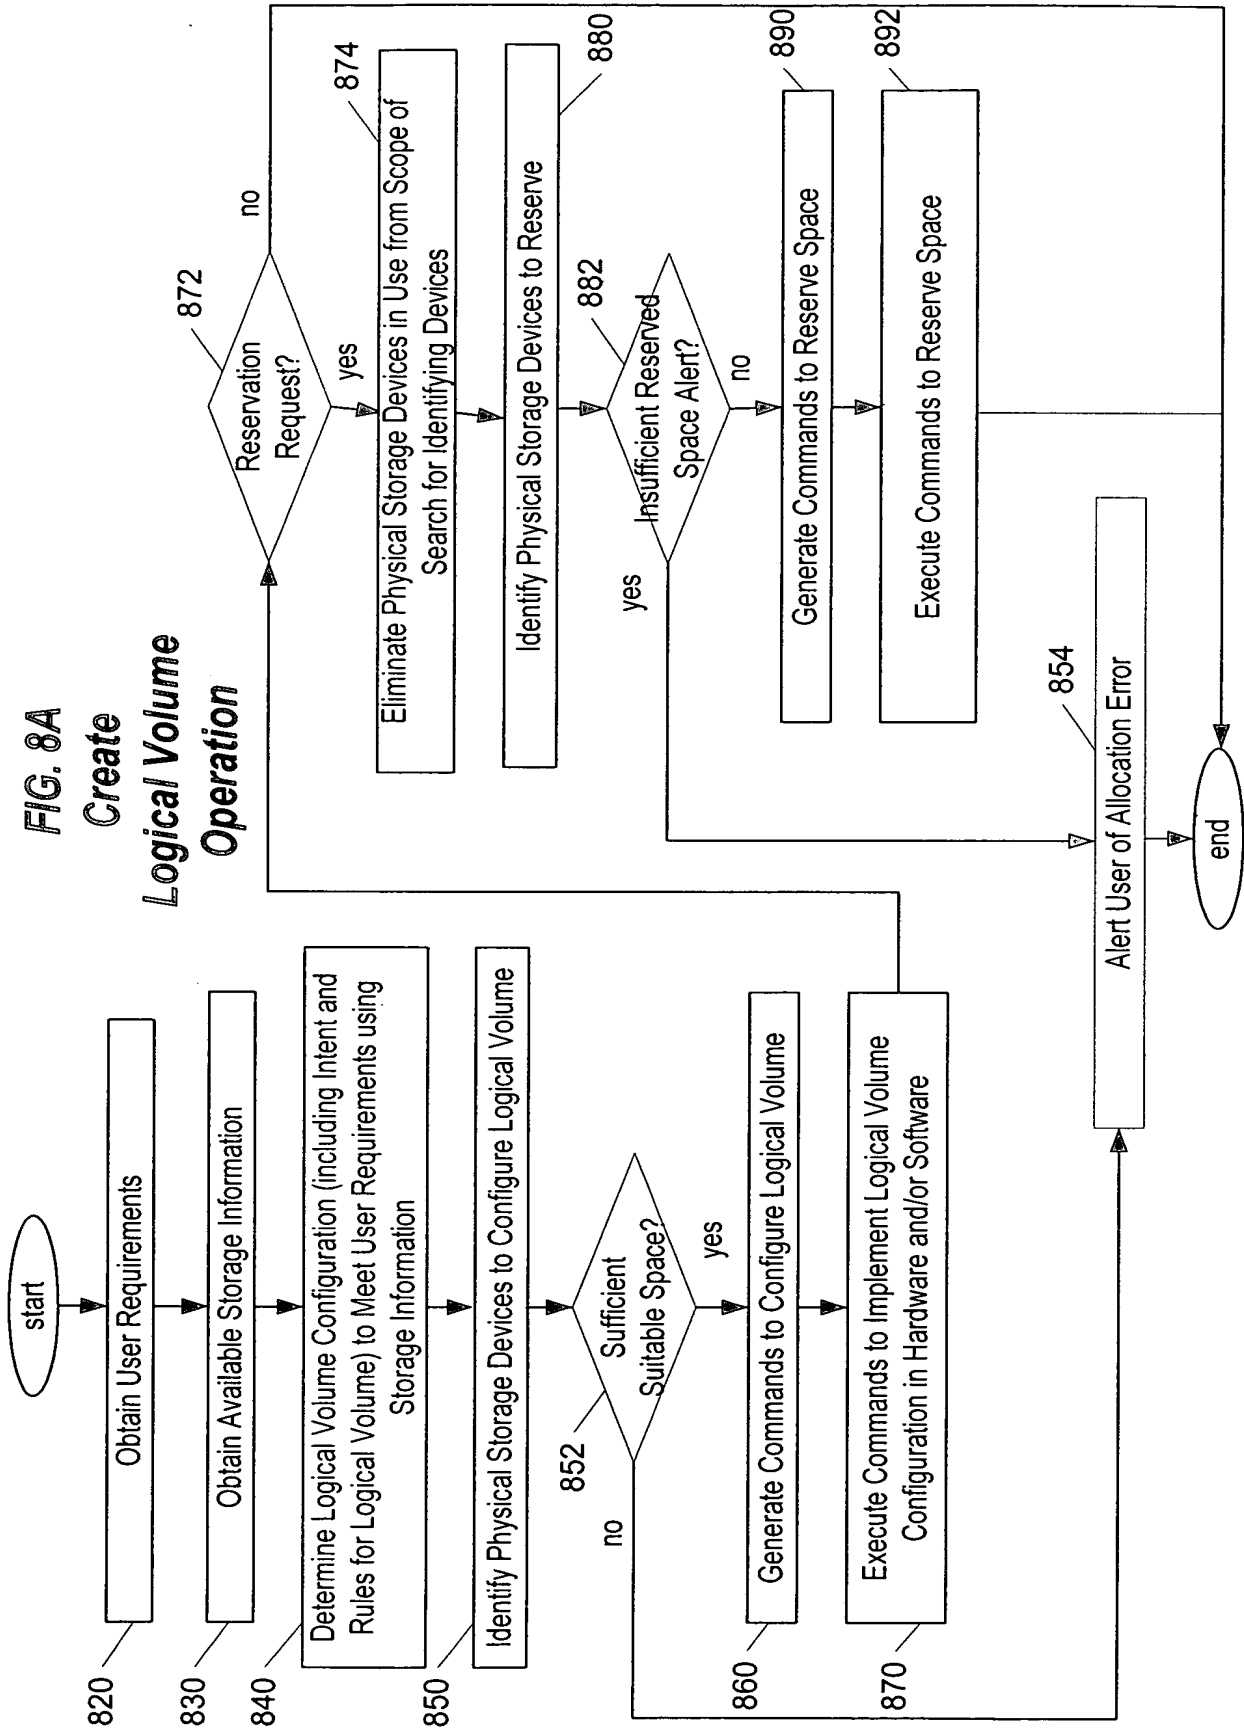 FIG. 8A
Create
Logical Volume
Operation
start
820
Obtain User Requirements
830
Obtain Available Storage Information
840
Determine Logical Volume Configuration (including Intent and
Rules for Logical Volume) to Meet User Requirements using
Storage Information
850
Identify Physical Storage Devices to Configure Logical Volume
852
Sufficient
Suitable Space?
no
yes
860
Generate Commands to Configure Logical Volume
870
Execute Commands to Implement Logical Volume
Configuration in Hardware and/or Software
872
Reservation
Request?
no
yes
874
Eliminate Physical Storage Devices in Use from Scope of
Search for Identifying Devices
880
Identify Physical Storage Devices to Reserve
882
Insufficient Reserved
Space Alert?
yes
no
890
Generate Commands to Reserve Space
892
Execute Commands to Reserve Space
854
Alert User of Allocation Error
end